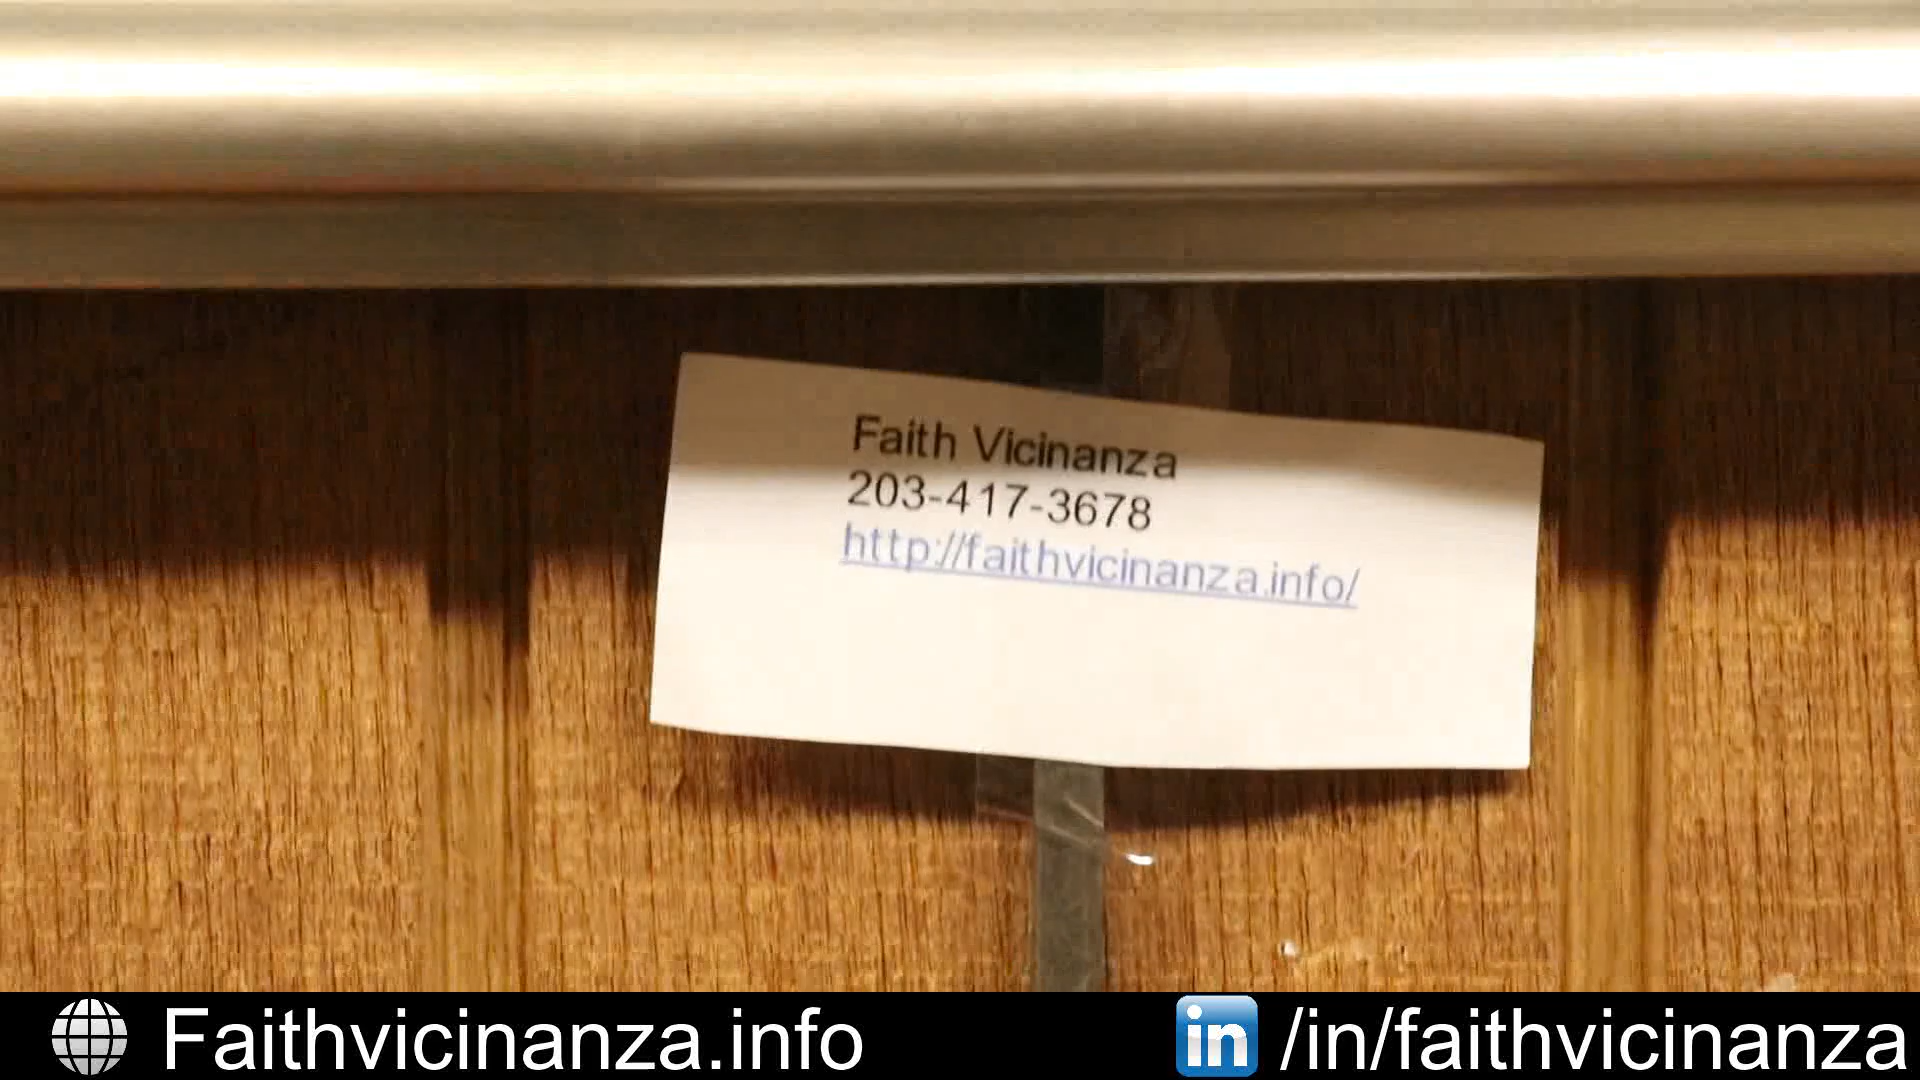 Faith Vicinanza
203-417-3678
http://faithvicinanza.info/
Faithvicinanza.info
in /in/faithvicinanza